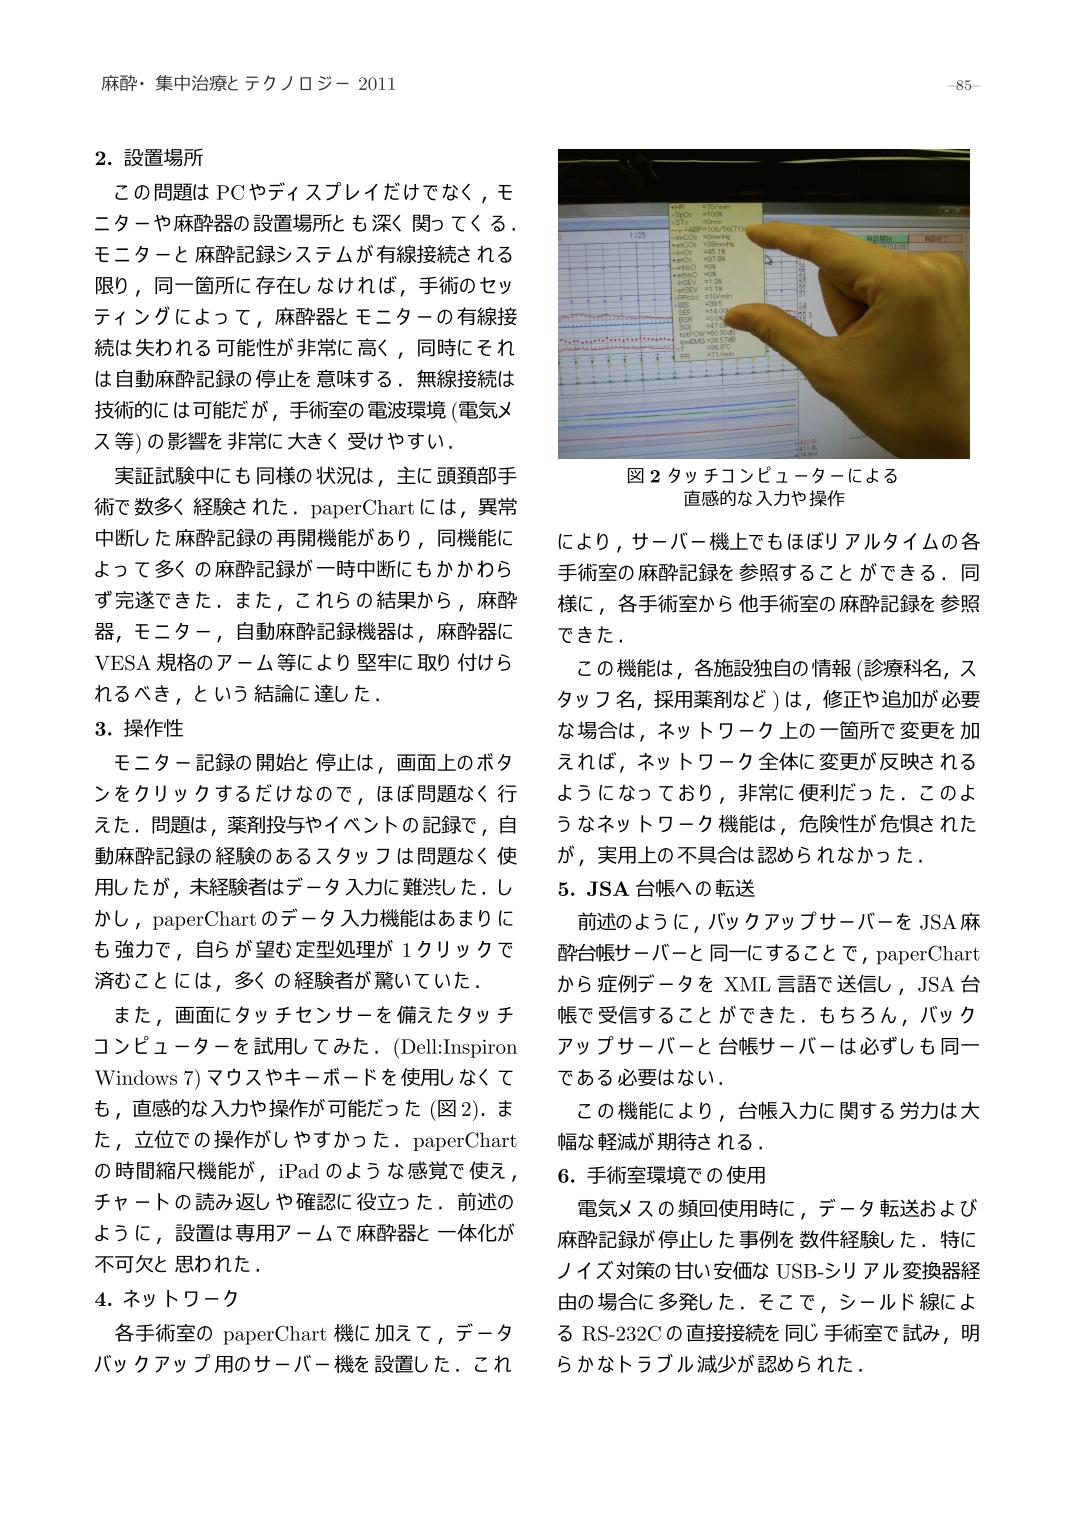 麻酔・集中治療とテクノロジー 2011
–85–
2. 設置場所
この問題は PC やディスプレイだけでなく，モ
ニターや麻酔器の設置場所とも深く関ってくる．
モニターと麻酔記録システムが有線接続される
限り，同一箇所に存在しなければ，手術のセッ
ティングによって，麻酔器とモニターの有線接
続は失われる可能性が非常に高く，同時にそれ
は自動麻酔記録の停止を意味する．無線接続は
技術的には可能だが，手術室の電波環境 (電気メ
ス等) の影響を非常に大きく受けやすい．
実証試験中にも同様の状況は，主に頭頚部手
術で数多く経験された．paperChart には，異常
中断した麻酔記録の再開機能があり，同機能に
よって多くの麻酔記録が一時中断にもかかわら
ず完遂できた．また，これらの結果から，麻酔
器，モニター，自動麻酔記録機器は，麻酔器に
VESA 規格のアーム等により堅牢に取り付けら
れるべき，という結論に達した．
3. 操作性
モニター記録の開始と停止は，画面上のボタ
ンをクリックするだけなので，ほぼ問題なく行
えた．問題は，薬剤投与やイベントの記録で，自
動麻酔記録の経験のあるスタッフは問題なく使
用したが，未経験者はデータ入力に難渋した．し
かし，paperChart のデータ入力機能はあまりに
も強力で，自らが望む定型処理が 1 クリックで
済むことには，多くの経験者が驚いていた．
また，画面にタッチセンサーを備えたタッチ
コンピューターを試用してみた．(Dell:Inspiron
Windows 7) マウスやキーボードを使用しなくて
も，直感的な入力や操作が可能だった (図 2)．ま
た，立位での操作がしやすかった．paperChart
の時間縮尺機能が，iPad のような感覚で使え，
チャートの読み返しや確認に役立った．前述の
ように，設置は専用アームで麻酔器と一体化が
不可欠と思われた．
4. ネットワーク
各手術室の paperChart 機に加えて，データ
バックアップ用のサーバー機を設置した．これ
1:25
HR =70/min
SpO2 =100%
=0mmHg
=38mmHg
=45.1%
=37.8%
=0%
=0%
inSEV =1.3%
etSEV =1.1%
=10/min
BIS =39.5
SEF
BSR
SQI
=26.57dB
PR =71/min
麻酔開始
麻酔終了
図 2 タッチコンピューターによる
直感的な入力や操作
により，サーバー機上でもほぼリアルタイムの各
手術室の麻酔記録を参照することができる．同
様に，各手術室から他手術室の麻酔記録を参照
できた．
この機能は，各施設独自の情報 (診療科名，ス
タッフ名，採用薬剤など) は，修正や追加が必要
な場合は，ネットワーク上の一箇所で変更を加
えれば，ネットワーク全体に変更が反映される
ようになっており，非常に便利だった．このよ
うなネットワーク機能は，危険性が危惧された
が，実用上の不具合は認められなかった．
5. JSA 台帳への転送
前述のように，バックアップサーバーを JSA 麻
酔台帳サーバーと同一にすることで，paperChart
から症例データを XML 言語で送信し，JSA 台
帳で受信することができた．もちろん，バック
アップサーバーと台帳サーバーは必ずしも同一
である必要はない．
この機能により，台帳入力に関する労力は大
幅な軽減が期待される．
6. 手術室環境での使用
電気メスの頻回使用時に，データ転送および
麻酔記録が停止した事例を数件経験した．特に
ノイズ対策の甘い安価な USB-シリアル変換器経
由の場合に多発した．そこで，シールド線によ
る RS-232C の直接接続を同じ手術室で試み，明
らかなトラブル減少が認められた．